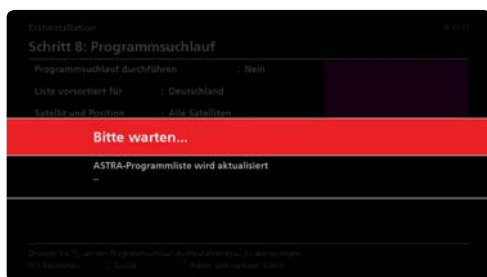 Erstinstallation
Schritt 8: Programmsuchlauf
Programmsuchlauf durchführen : Nein
Liste vorsortiert für : Deutschland
Satellit und Position : Alle Satelliten
Bitte warten...
ASTRA-Programmliste wird aktualisiert
–